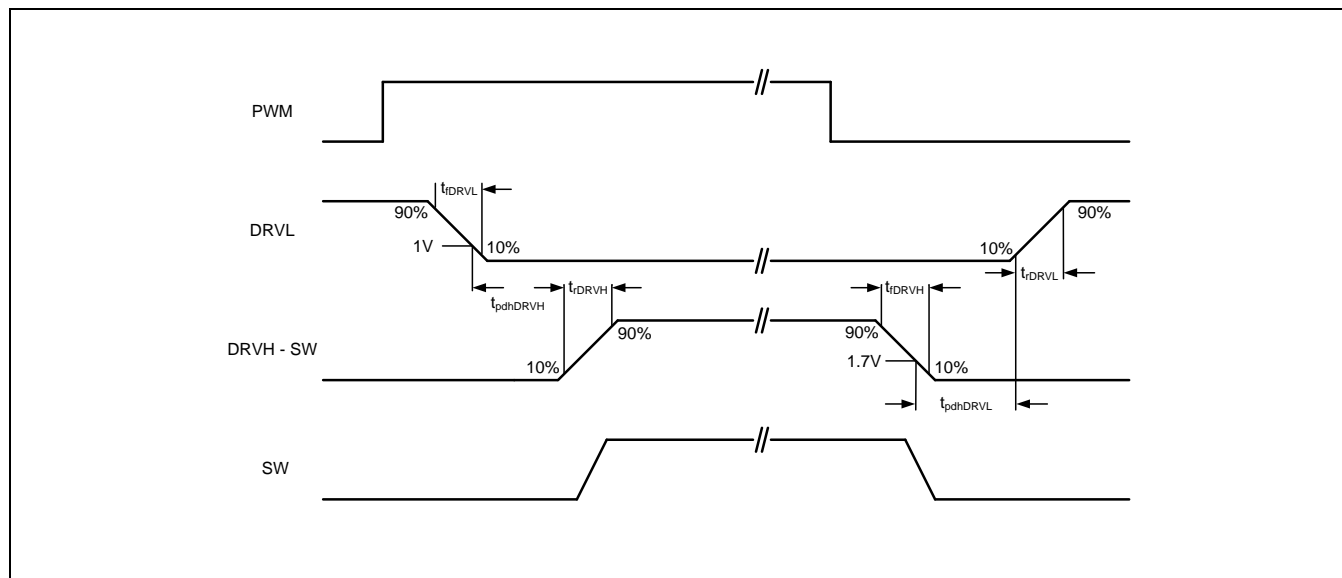 PWM
DRVL
90%
tfDRVL
1V
10%
10%
90%
trDRVL
tpdhDRVH
trDRVH
tfDRVH
DRVH - SW
10%
90%
90%
1.7V
10%
tpdhDRVL
SW